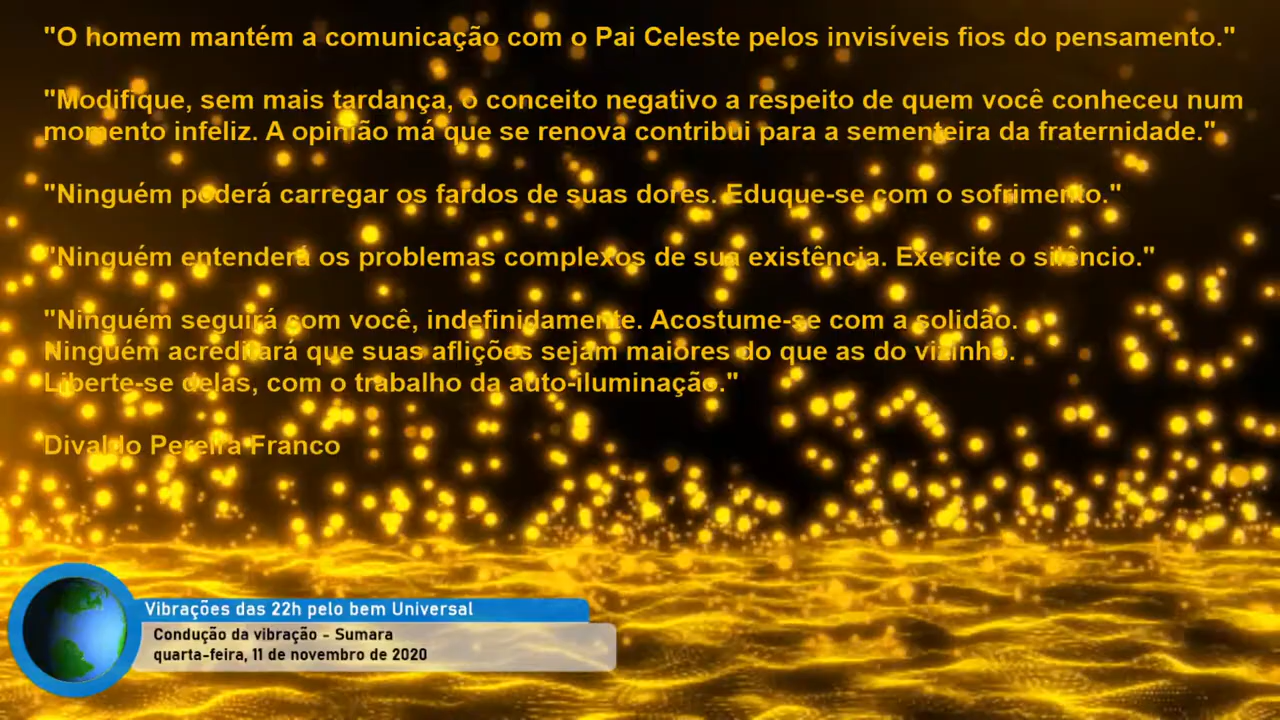 "O homem mantém a comunicação com o Pai Celeste pelos invisíveis fios do pensamento."
"Modifique, sem mais tardança, o conceito negativo a respeito de quem você conheceu num
momento infeliz. A opinião má que se renova contribui para a sementeira da fraternidade."
"Ninguém poderá carregar os fardos de suas dores. Eduque-se com o sofrimento."
"Ninguém entenderá os problemas complexos de sua existência. Exercite o silêncio."
"Ninguém seguirá com você, indefinidamente. Acostume-se com a solidão.
Ninguém acreditará que suas aflições sejam maiores do que as do vizinho.
Liberte-se delas, com o trabalho da auto-iluminação."
Divaldo Pereira Franco
Vibrações das 22h pelo bem Universal
Condução da vibração - Sumara
quarta-feira, 11 de novembro de 2020